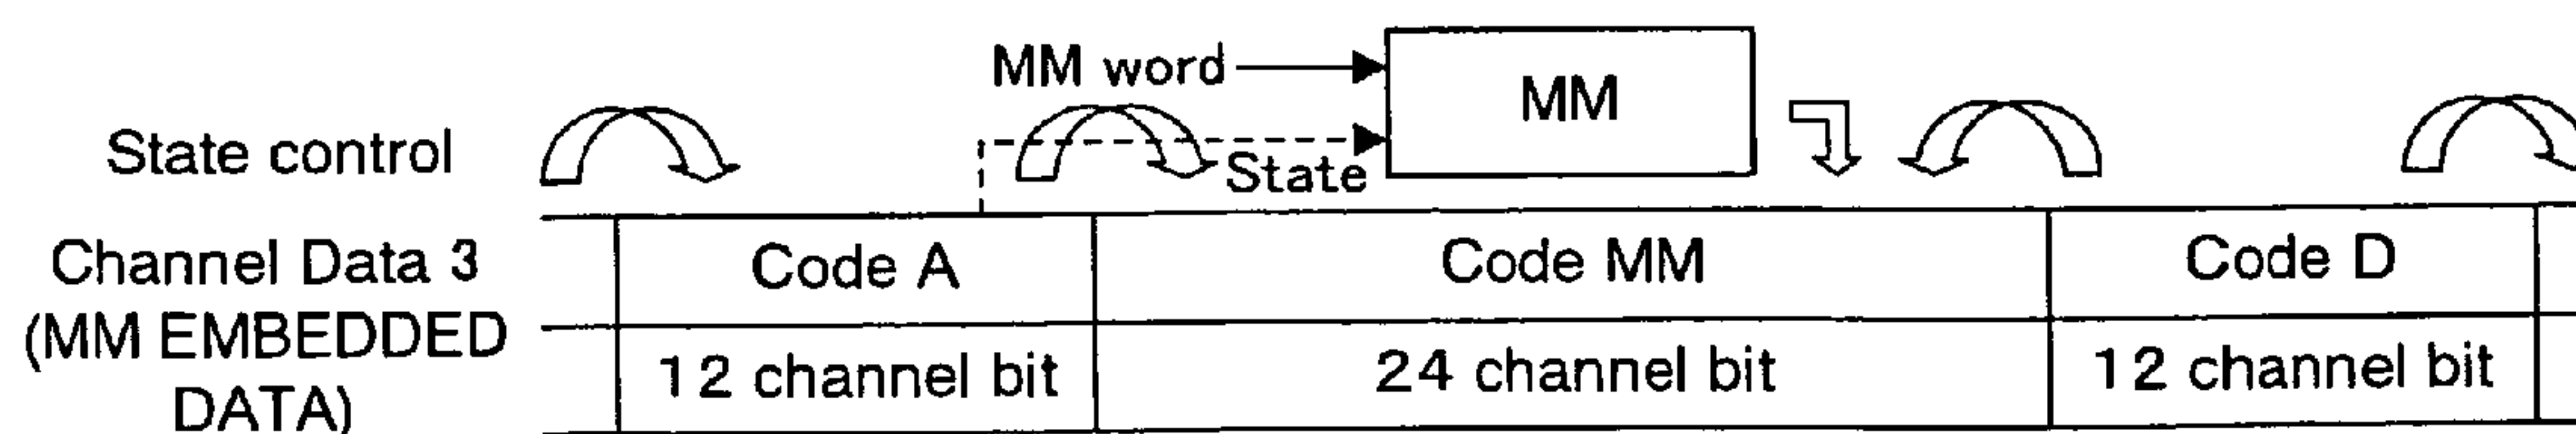 MM word
MM
State control
State
Channel Data 3
(MM EMBEDDED
DATA)
Code A
Code MM
Code D
12 channel bit
24 channel bit
12 channel bit